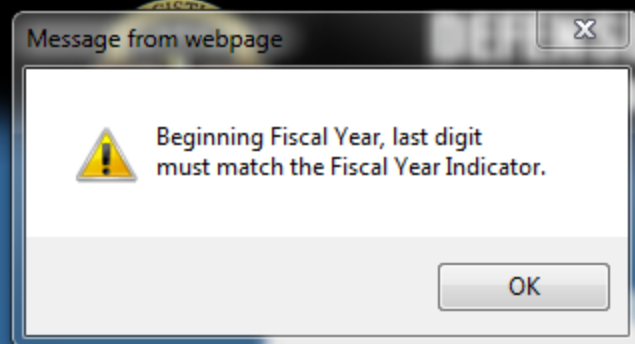 Message from webpage
Beginning Fiscal Year, last digit
must match the Fiscal Year Indicator.
OK